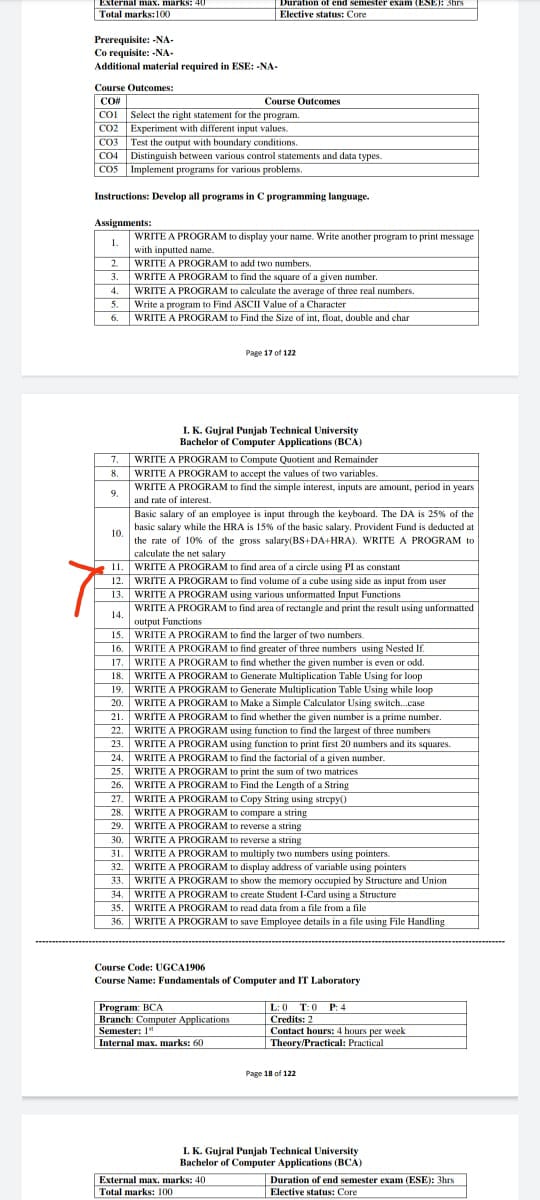 External max. marks: 40 Duration of end semester exam (ESE): 3hrs
Total marks:100 Elective status: Core
Prerequisite: -NA-
Co requisite: -NA-
Additional material required in ESE: -NA-
Course Outcomes:
CO# Course Outcomes
CO1 Select the right statement for the program.
CO2 Experiment with different input values.
CO3 Test the output with boundary conditions.
CO4 Distinguish between various control statements and data types.
CO5 Implement programs for various problems.
Instructions: Develop all programs in C programming language.
Assignments:
1. WRITE A PROGRAM to display your name. Write another program to print message
with inputted name.
2. WRITE A PROGRAM to add two numbers.
3. WRITE A PROGRAM to find the square of a given number.
4. WRITE A PROGRAM to calculate the average of three real numbers.
5. Write a program to Find ASCII Value of a Character
6. WRITE A PROGRAM to Find the Size of int, float, double and char
Page 17 of 122
I. K. Gujral Punjab Technical University
Bachelor of Computer Applications (BCA)
7. WRITE A PROGRAM to Compute Quotient and Remainder
8. WRITE A PROGRAM to accept the values of two variables.
9. WRITE A PROGRAM to find the simple interest, inputs are amount, period in years
and rate of interest.
10. Basic salary of an employee is input through the keyboard. The DA is 25% of the
basic salary while the HRA is 15% of the basic salary. Provident Fund is deducted at
the rate of 10% of the gross salary(BS+DA+HRA). WRITE A PROGRAM to
calculate the net salary
11. WRITE A PROGRAM to find area of a circle using PI as constant
12. WRITE A PROGRAM to find volume of a cube using side as input from user
13. WRITE A PROGRAM using various unformatted Input Functions
14. WRITE A PROGRAM to find area of rectangle and print the result using unformatted
output Functions
15. WRITE A PROGRAM to find the larger of two numbers.
16. WRITE A PROGRAM to find greater of three numbers using Nested If.
17. WRITE A PROGRAM to find whether the given number is even or odd.
18. WRITE A PROGRAM to Generate Multiplication Table Using for loop
19. WRITE A PROGRAM to Generate Multiplication Table Using while loop
20. WRITE A PROGRAM to Make a Simple Calculator Using switch...case
21. WRITE A PROGRAM to find whether the given number is a prime number.
22. WRITE A PROGRAM using function to find the largest of three numbers
23. WRITE A PROGRAM using function to print first 20 numbers and its squares.
24. WRITE A PROGRAM to find the factorial of a given number.
25. WRITE A PROGRAM to print the sum of two matrices
26. WRITE A PROGRAM to Find the Length of a String
27. WRITE A PROGRAM to Copy String using strcpy()
28. WRITE A PROGRAM to compare a string
29. WRITE A PROGRAM to reverse a string
30. WRITE A PROGRAM to reverse a string
31. WRITE A PROGRAM to multiply two numbers using pointers.
32. WRITE A PROGRAM to display address of variable using pointers
33. WRITE A PROGRAM to show the memory occupied by Structure and Union
34. WRITE A PROGRAM to create Student I-Card using a Structure
35. WRITE A PROGRAM to read data from a file from a file
36. WRITE A PROGRAM to save Employee details in a file using File Handling
Course Code: UGCA1906
Course Name: Fundamentals of Computer and IT Laboratory
Program: BCA L: 0 T: 0 P: 4
Branch: Computer Applications Credits: 2
Semester: 1st Contact hours: 4 hours per week
Internal max. marks: 60 Theory/Practical: Practical
Page 18 of 122
I. K. Gujral Punjab Technical University
Bachelor of Computer Applications (BCA)
External max. marks: 40 Duration of end semester exam (ESE): 3hrs
Total marks: 100 Elective status: Core